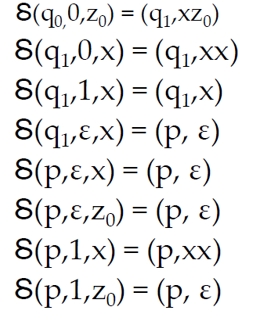 δ(q₀,0,z₀) = (q₁,xz₀)
δ(q₁,0,x) = (q₁,xx)
δ(q₁,1,x) = (q₁,x)
δ(q₁,ε,x) = (p, ε)
δ(p,ε,x) = (p, ε)
δ(p,ε,z₀) = (p, ε)
δ(p,1,x) = (p,xx)
δ(p,1,z₀) = (p, ε)